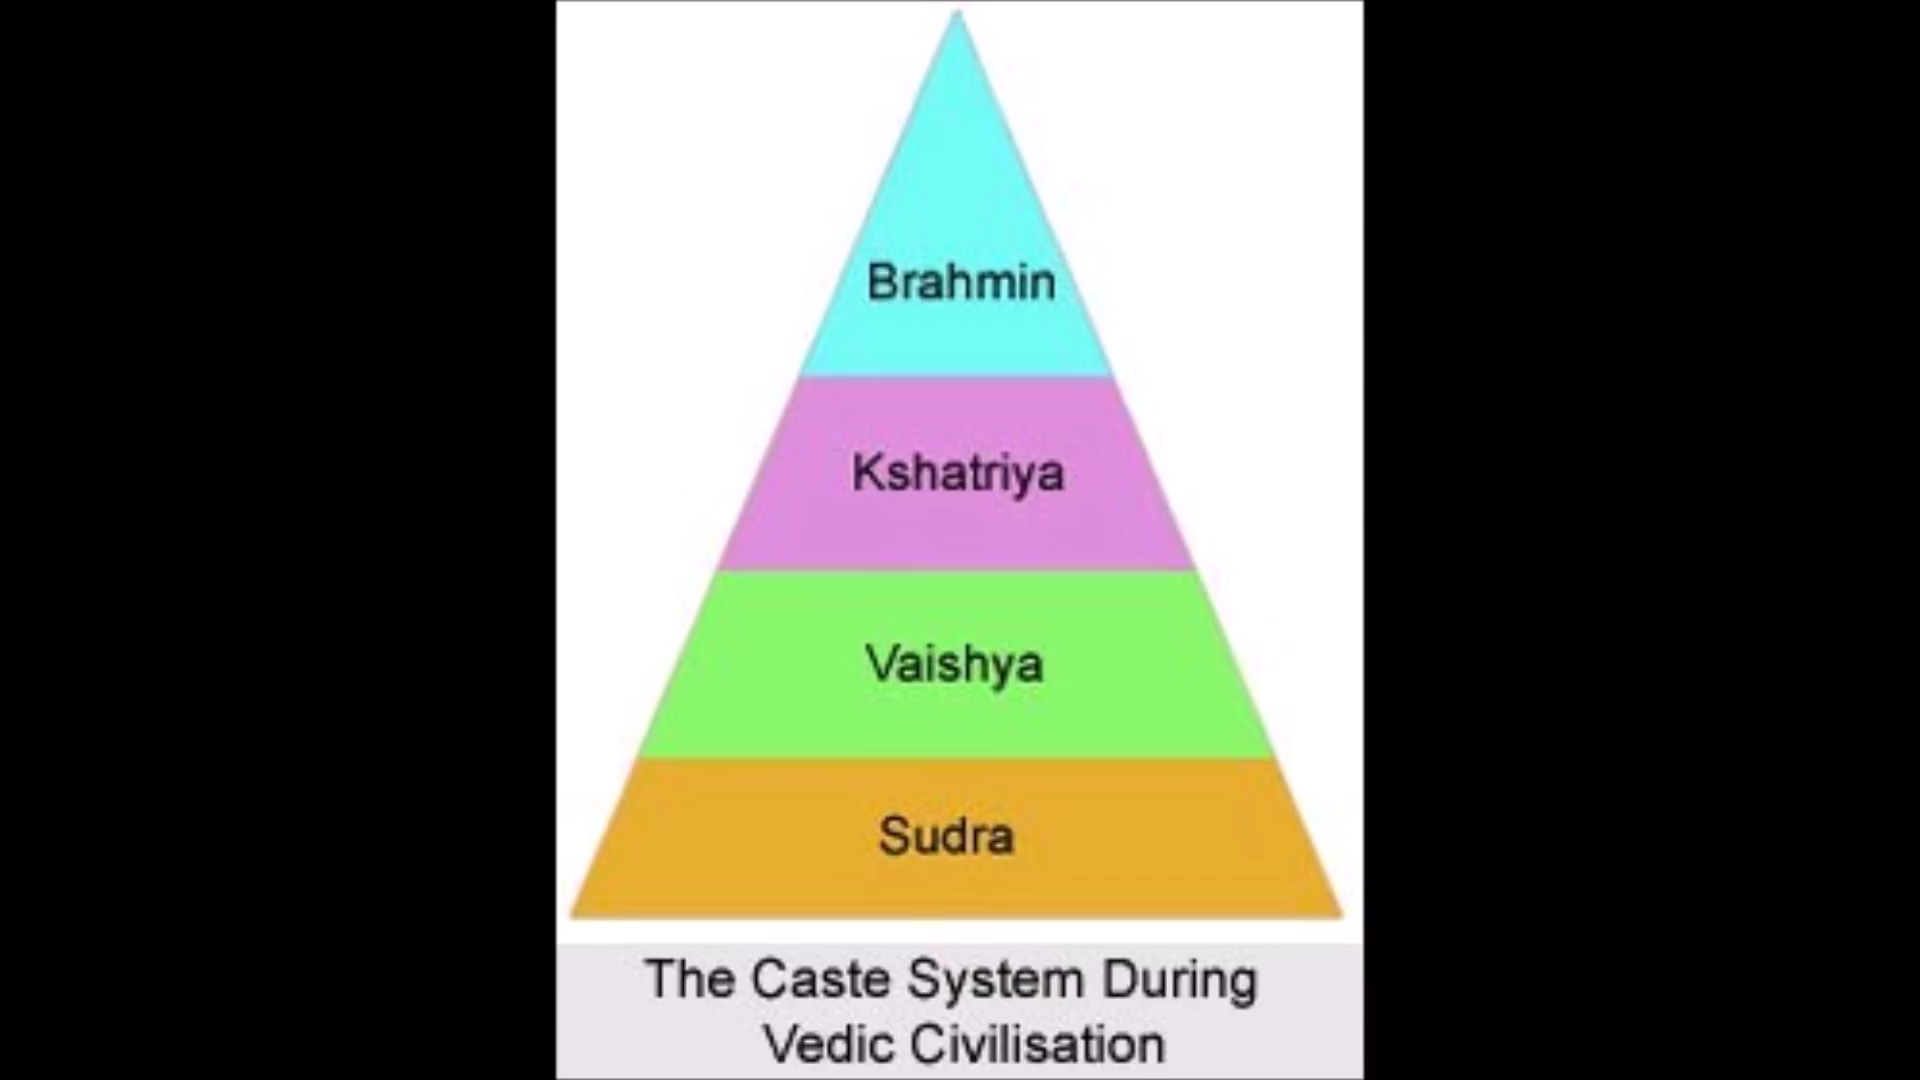 Brahmin
Kshatriya
Vaishya
Sudra
The Caste System During
Vedic Civilisation